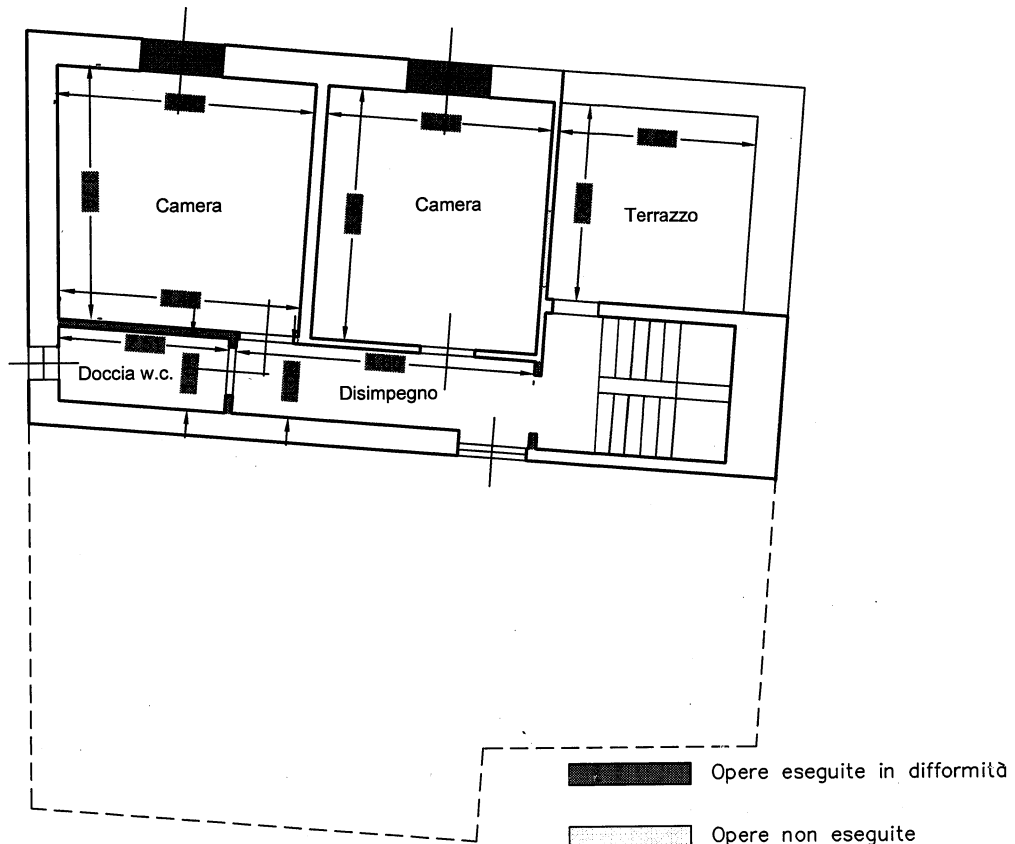 Camera
Camera
Terrazzo
Doccia w.c.
Disimpegno
Opere eseguite in difformità
Opere non eseguite